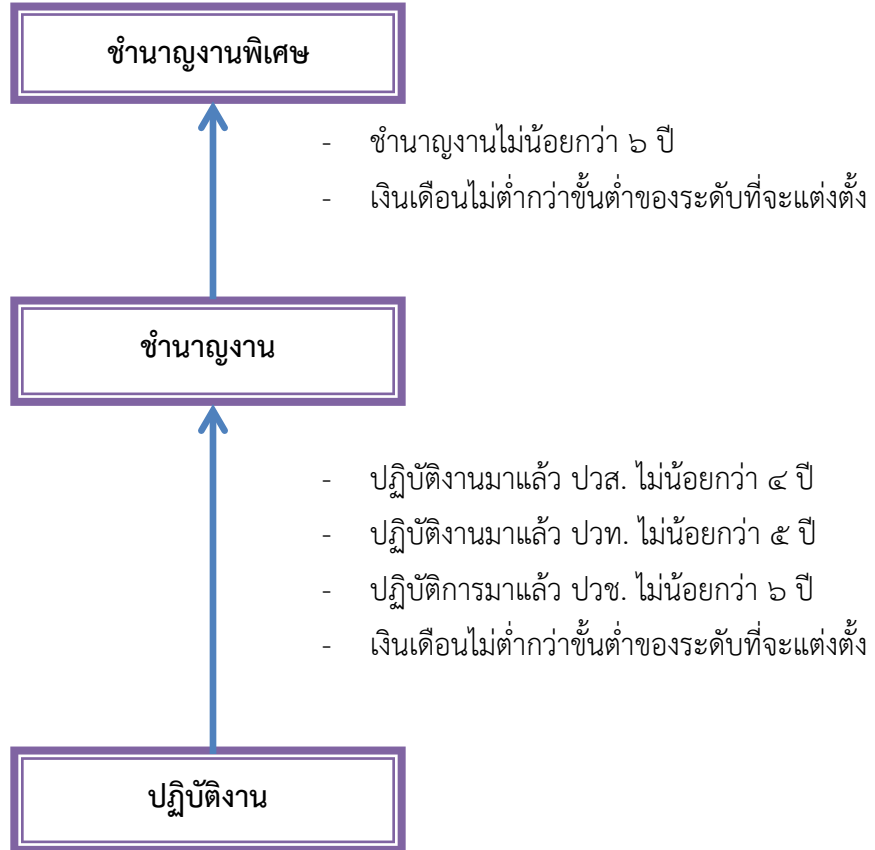 ชำนาญงานพิเศษ
- ชำนาญงานไม่น้อยกว่า ๖ ปี
- เงินเดือนไม่ต่ำกว่าขั้นต่ำของระดับที่จะแต่งตั้ง
ชำนาญงาน
- ปฏิบัติงานมาแล้ว ปวส. ไม่น้อยกว่า ๔ ปี
- ปฏิบัติงานมาแล้ว ปวท. ไม่น้อยกว่า ๕ ปี
- ปฏิบัติการมาแล้ว ปวช. ไม่น้อยกว่า ๖ ปี
- เงินเดือนไม่ต่ำกว่าขั้นต่ำของระดับที่จะแต่งตั้ง
ปฏิบัติงาน